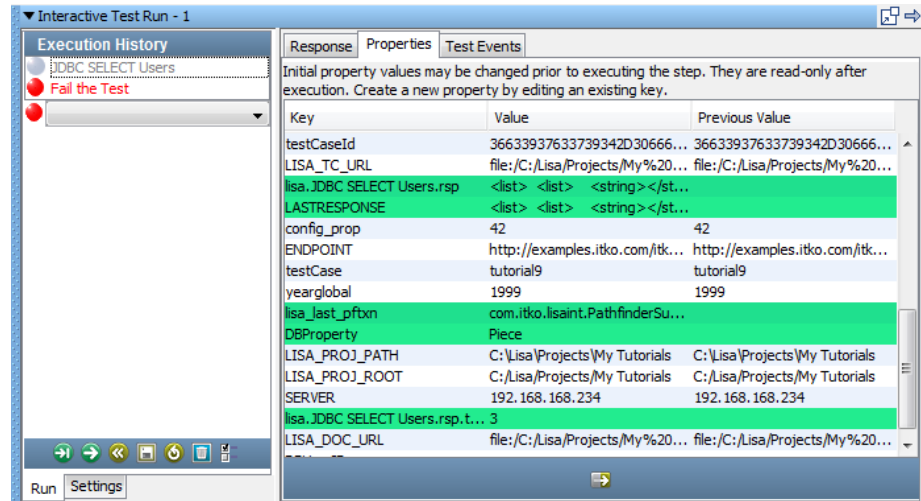 Interactive Test Run - 1
Execution History
JDBC SELECT Users
Fail the Test
Run Settings
Response Properties Test Events
Initial property values may be changed prior to executing the step. They are read-only after
execution. Create a new property by editing an existing key.
Key Value Previous Value
testCaseId 36633937633739342D30666... 36633937633739342D30666...
LISA_TC_URL file:/C:/Lisa/Projects/My%20... file:/C:/Lisa/Projects/My%20...
lisa.JDBC SELECT Users.rsp <list> <list> <string></st...
LASTRESPONSE <list> <list> <string></st...
config_prop 42 42
ENDPOINT http://examples.itko.com/itk... http://examples.itko.com/itk...
testCase tutorial9 tutorial9
yearglobal 1999 1999
lisa_last_pftxn com.itko.lisaint.PathfinderSu...
DBProperty Piece
LISA_PROJ_PATH C:\Lisa\Projects\My Tutorials C:\Lisa\Projects\My Tutorials
LISA_PROJ_ROOT C:/Lisa/Projects/My Tutorials C:/Lisa/Projects/My Tutorials
SERVER 192.168.168.234 192.168.168.234
lisa.JDBC SELECT Users.rsp.t... 3
LISA_DOC_URL file:/C:/Lisa/Projects/My%20... file:/C:/Lisa/Projects/My%20...